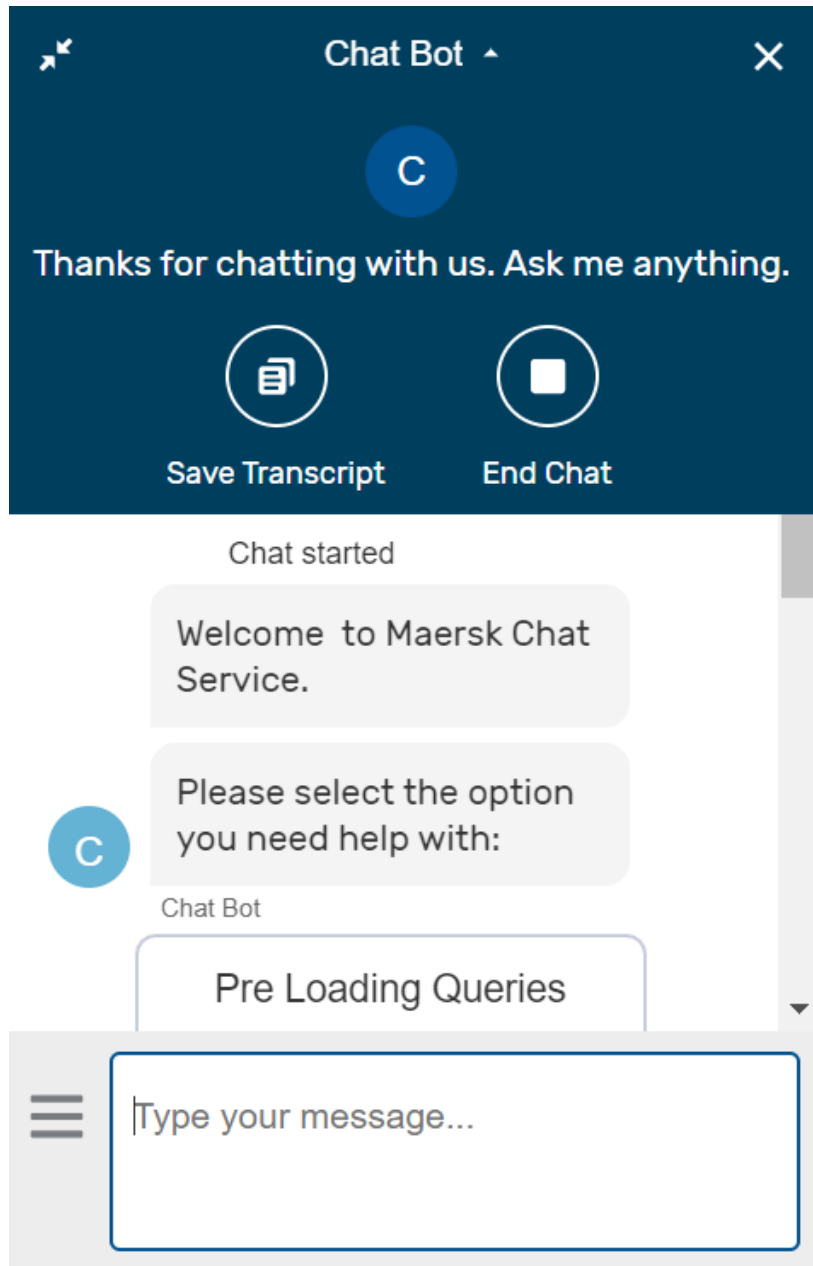 Chat Bot
C
Thanks for chatting with us. Ask me anything.
Save Transcript
End Chat
Chat started
Welcome  to Maersk Chat
Service.
Please select the option
you need help with:
C
Chat Bot
Pre Loading Queries
Type your message...